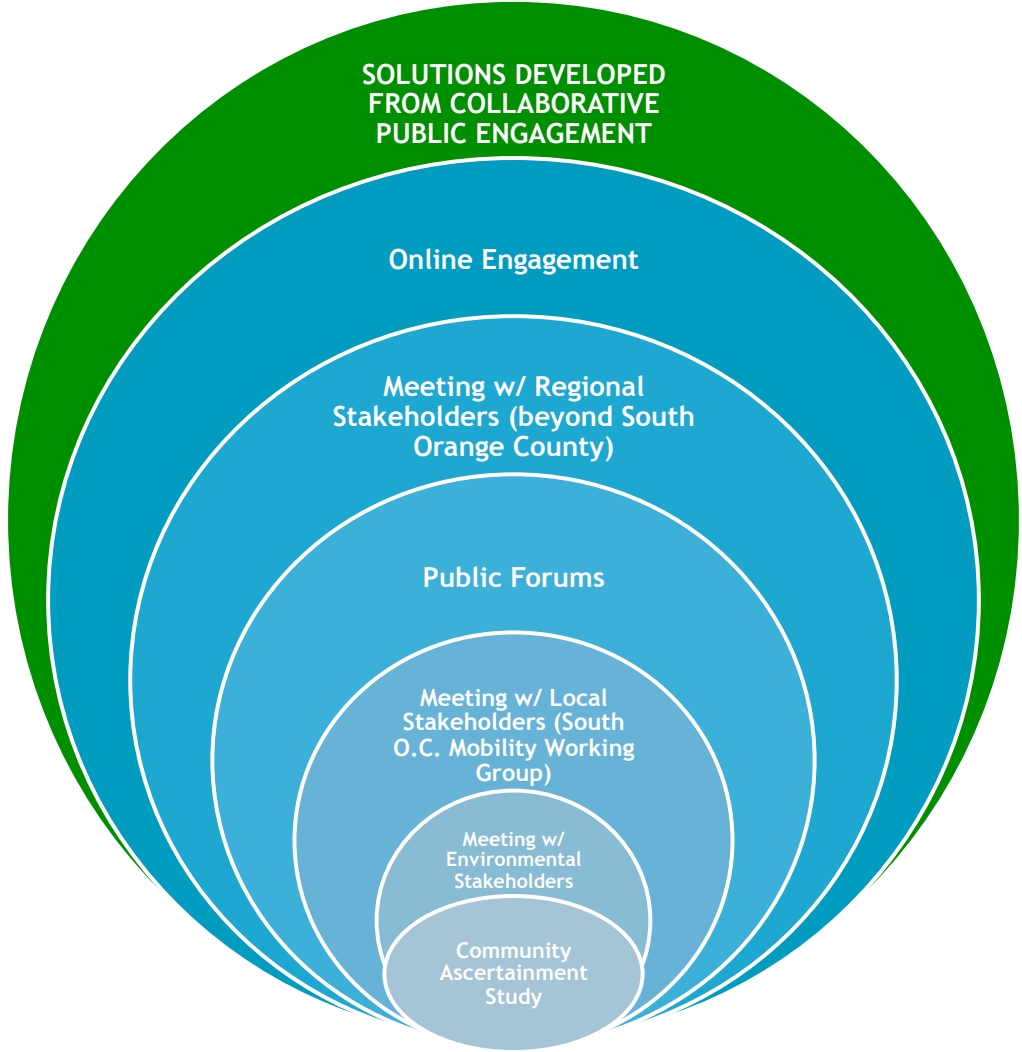 SOLUTIONS DEVELOPED
FROM COLLABORATIVE
PUBLIC ENGAGEMENT
Online Engagement
Meeting w/ Regional
Stakeholders (beyond South
Orange County)
Public Forums
Meeting w/ Local
Stakeholders (South
O.C. Mobility Working
Group)
Meeting w/
Environmental
Stakeholders
Community
Ascertainment
Study